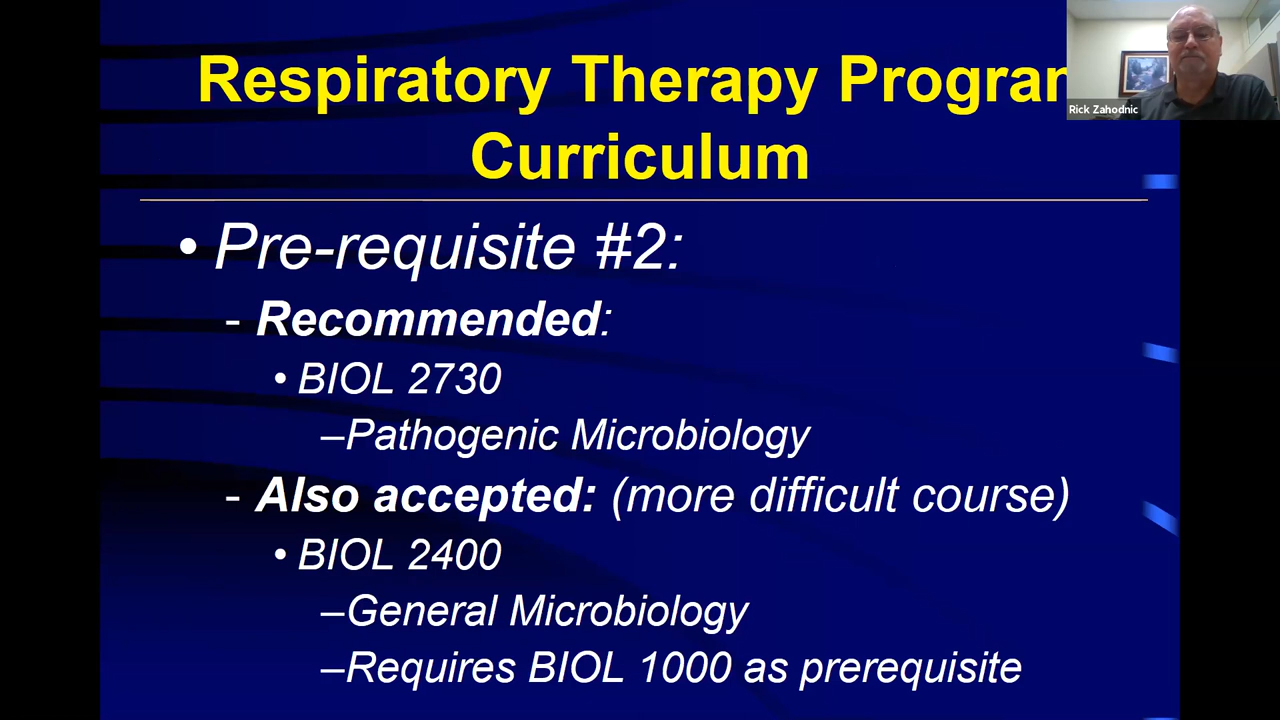 Respiratory Therapy Program
Curriculum
Rick Zahodnic
• Pre-requisite #2:
- Recommended:
• BIOL 2730
–Pathogenic Microbiology
- Also accepted: (more difficult course)
• BIOL 2400
–General Microbiology
–Requires BIOL 1000 as prerequisite